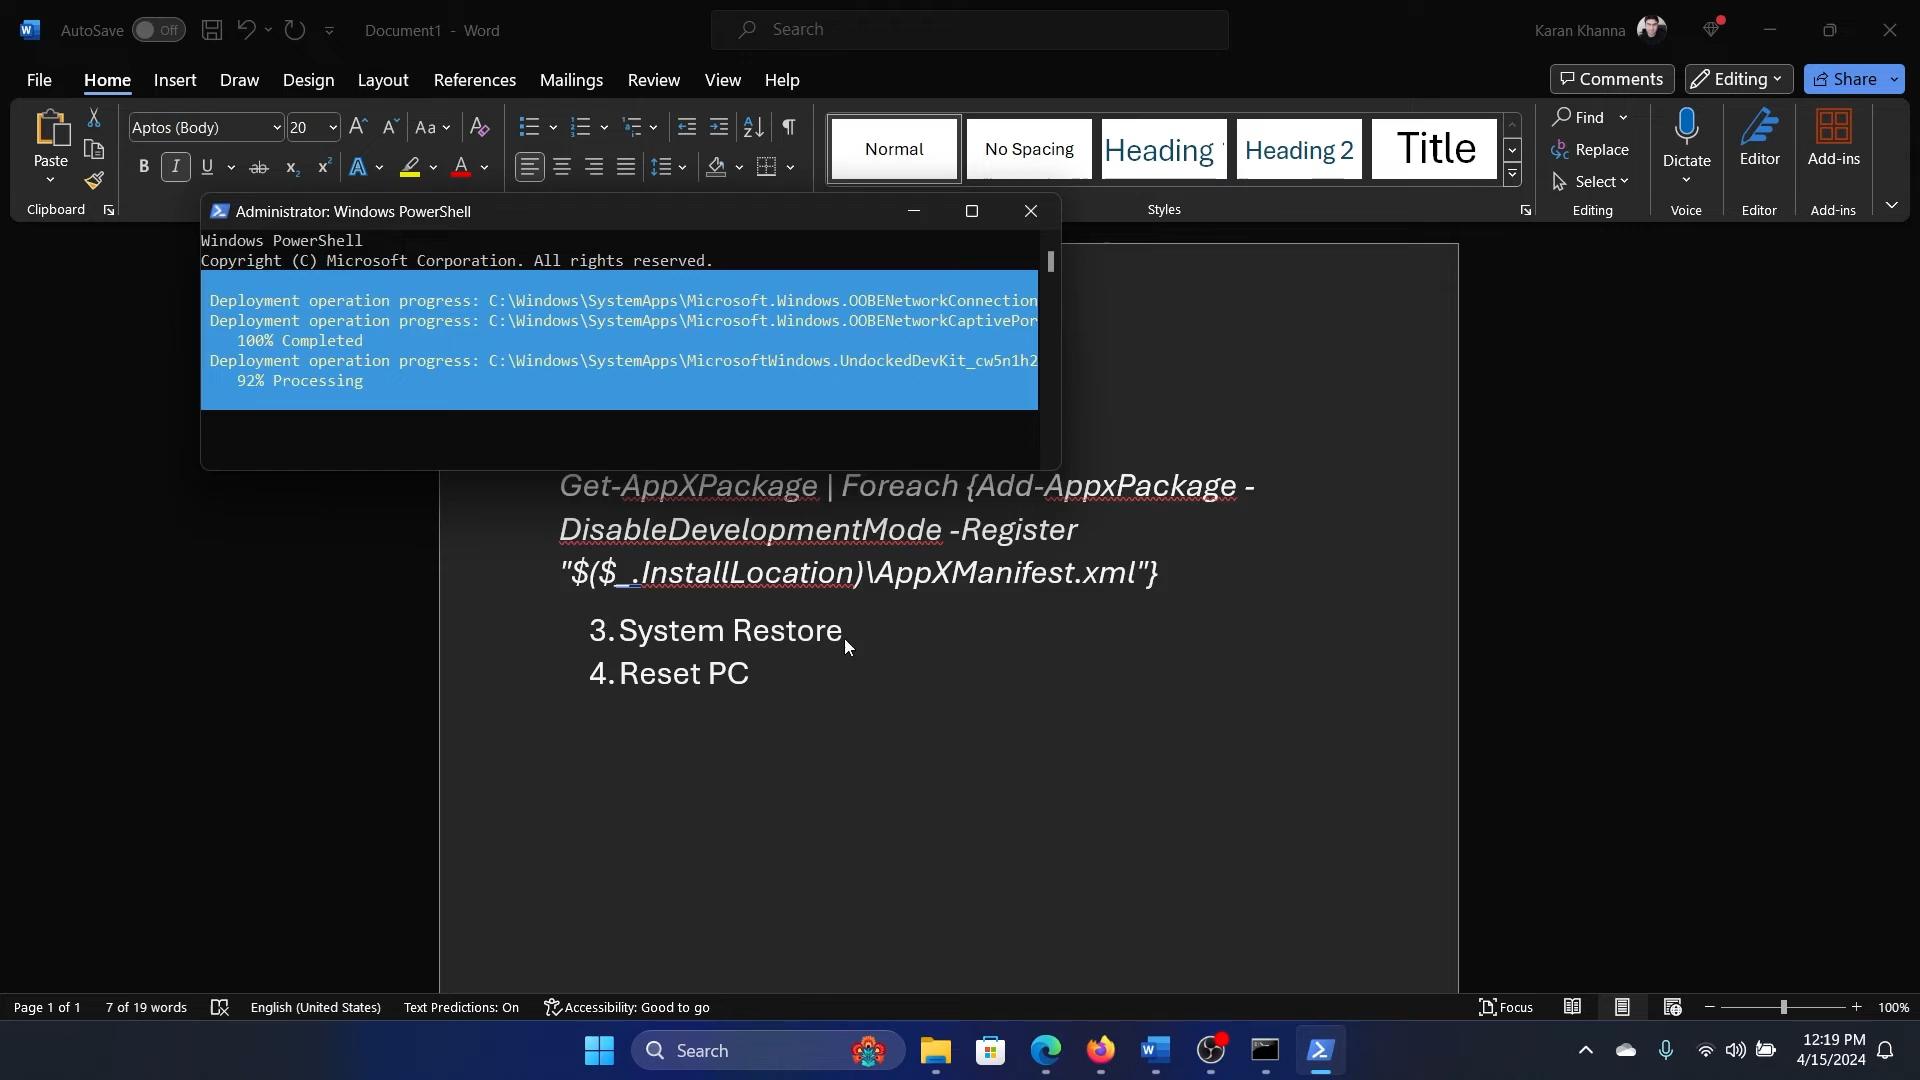 AutoSave Off Document1 - Word Search Karan Khanna
File Home Insert Draw Design Layout References Mailings Review View Help Comments Editing Share
Aptos (Body) 20 Aa
Paste
B I U ab x₂ x² A A
Normal No Spacing Heading Heading 2 Title
Find
Replace
Select
Dictate Editor Add-ins
Clipboard Styles Editing Voice Editor Add-ins
Administrator: Windows PowerShell
Windows PowerShell
Copyright (C) Microsoft Corporation. All rights reserved.
Deployment operation progress: C:\Windows\SystemApps\Microsoft.Windows.OOBENetworkConnection
Deployment operation progress: C:\Windows\SystemApps\Microsoft.Windows.OOBENetworkCaptivePor
100% Completed
Deployment operation progress: C:\Windows\SystemApps\MicrosoftWindows.UndockedDevKit_cw5n1h2
92% Processing
Get-AppXPackage | Foreach {Add-AppxPackage -
DisableDevelopmentMode -Register
"$($_.InstallLocation)\AppXManifest.xml"}
3. System Restore
4. Reset PC
Page 1 of 1 7 of 19 words English (United States) Text Predictions: On Accessibility: Good to go Focus 100%
Search
12:19 PM
4/15/2024